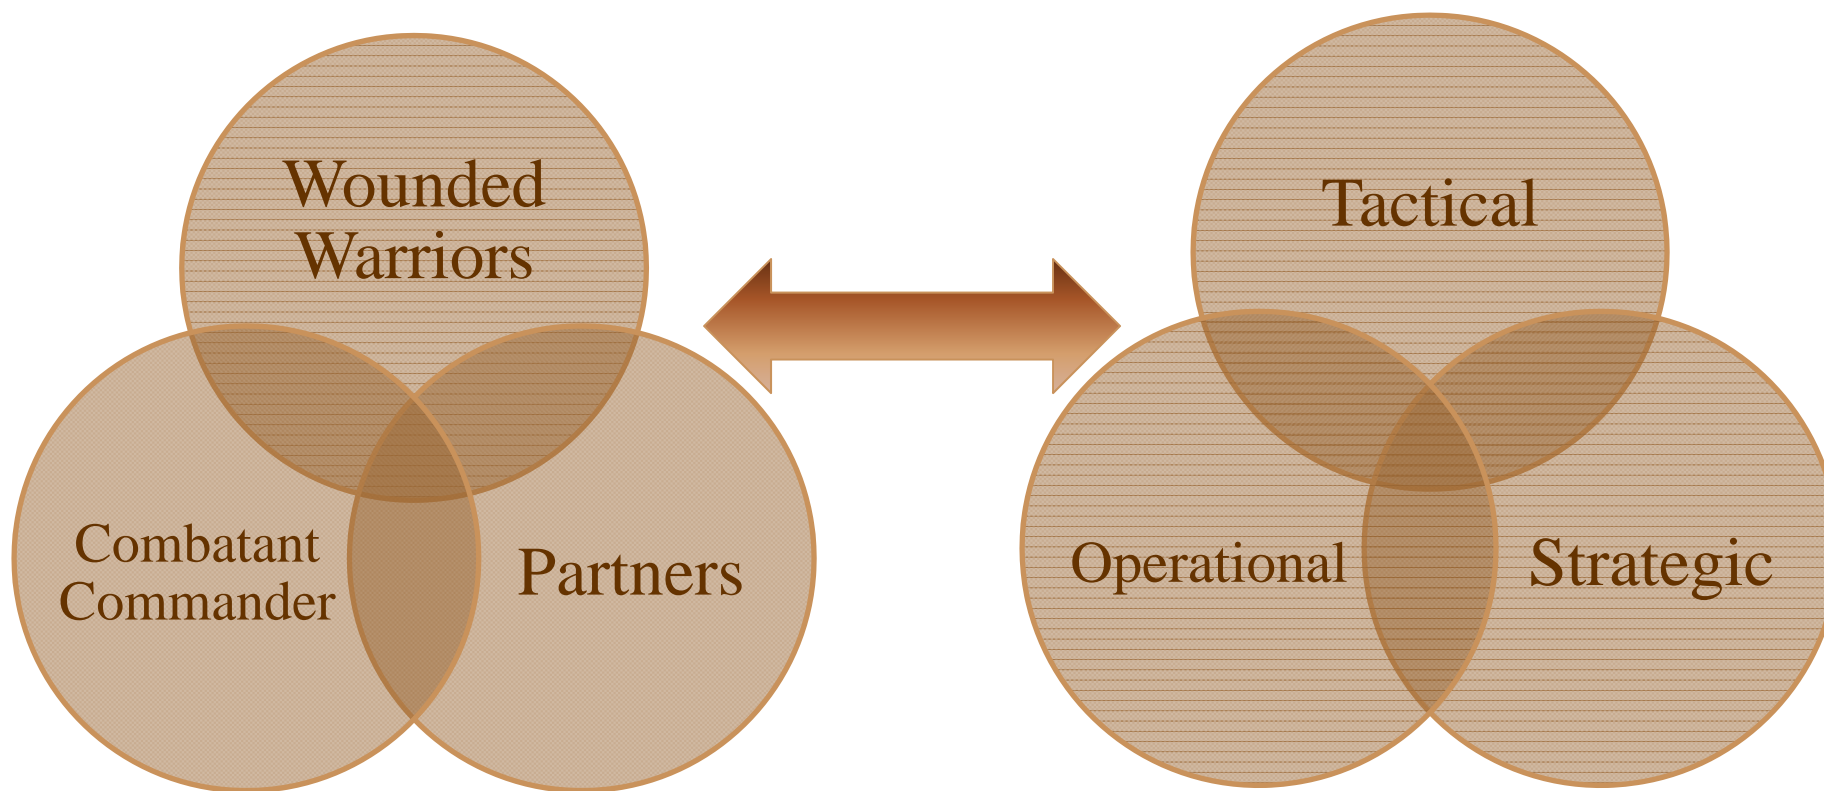 Wounded
Warriors
Combatant
Commander
Partners
Tactical
Operational
Strategic